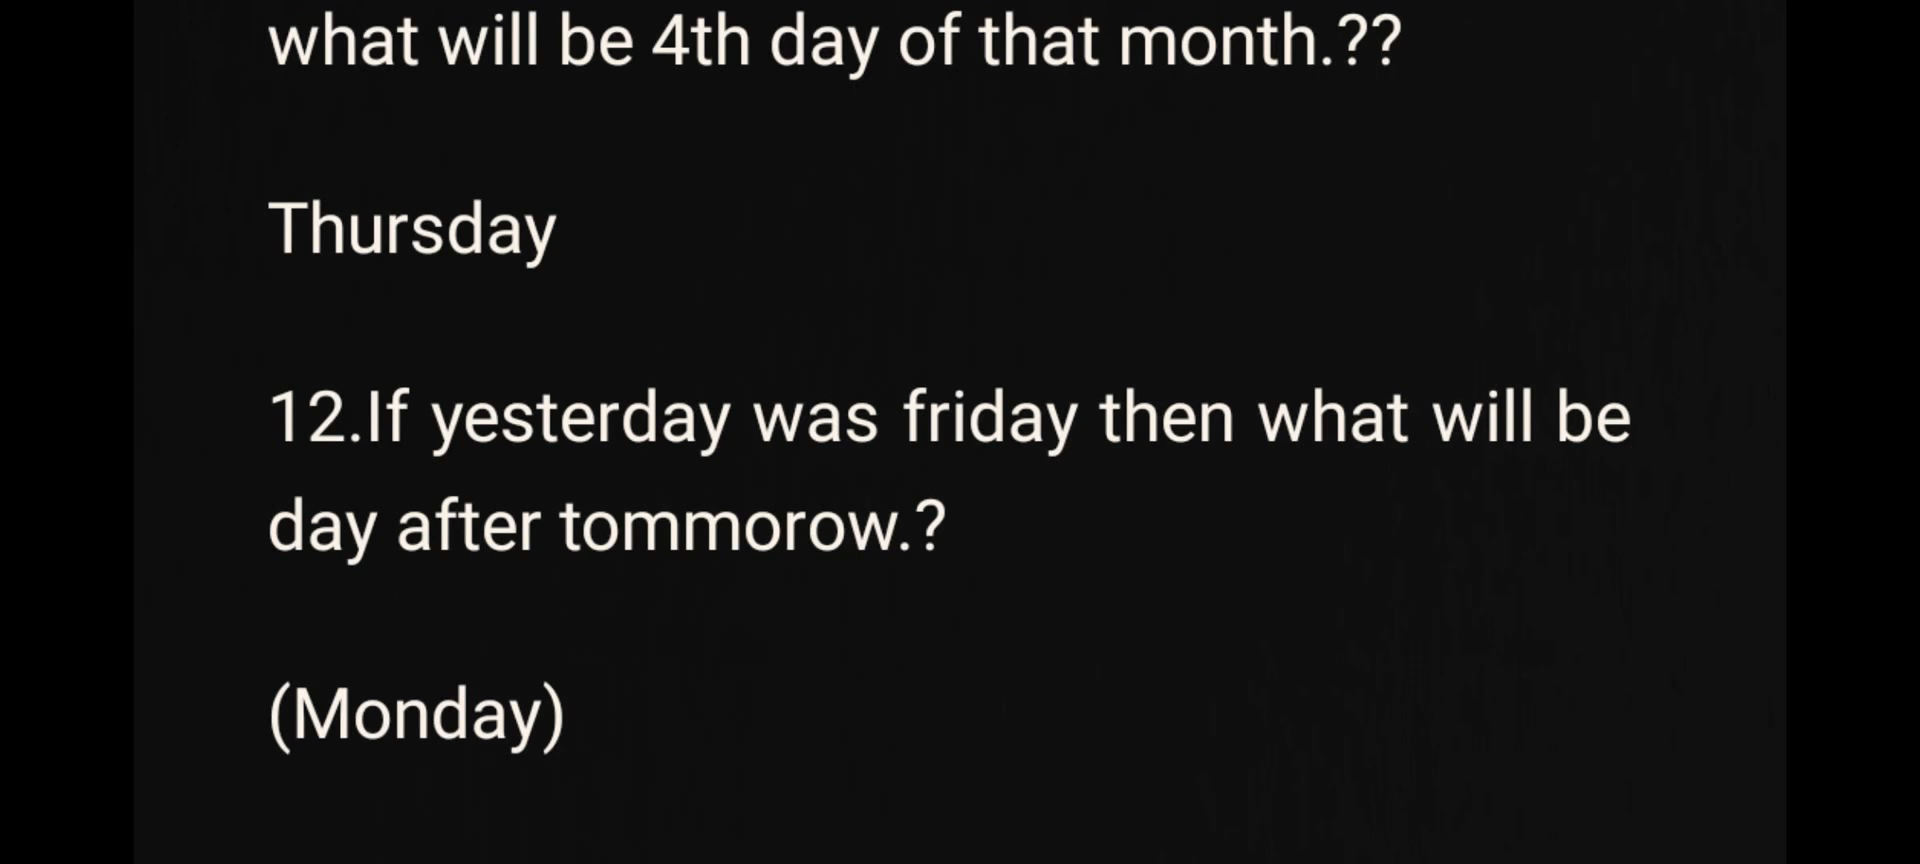 what will be 4th day of that month.??
Thursday
12.If yesterday was friday then what will be
day after tommorow.?
(Monday)